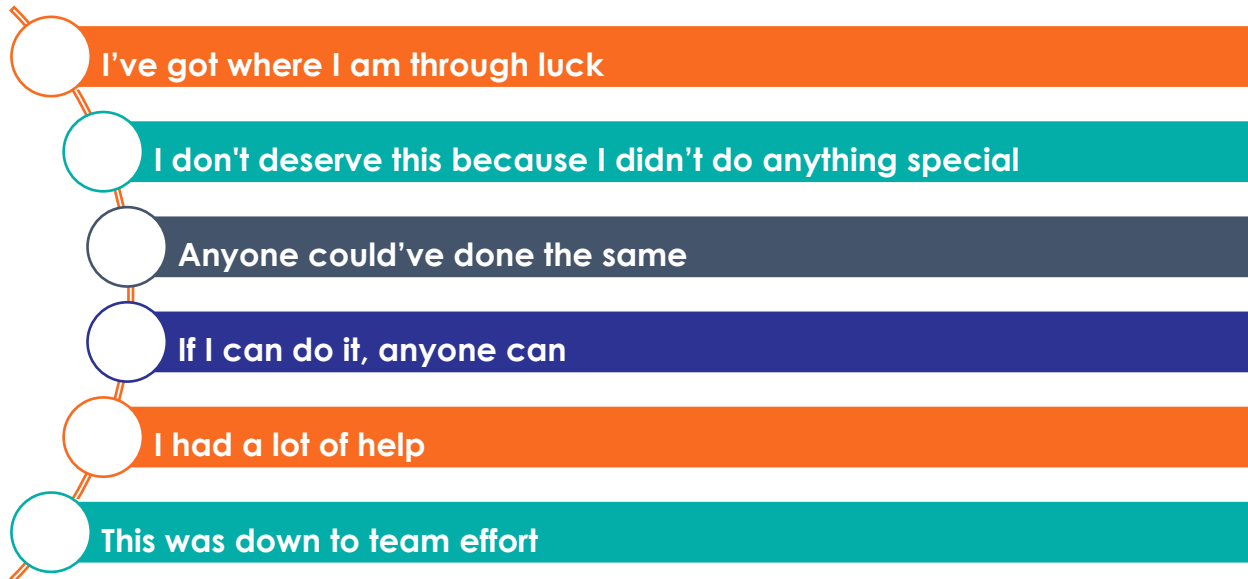 I’ve got where I am through luck
I don't deserve this because I didn’t do anything special
Anyone could’ve done the same
If I can do it, anyone can
I had a lot of help
This was down to team effort